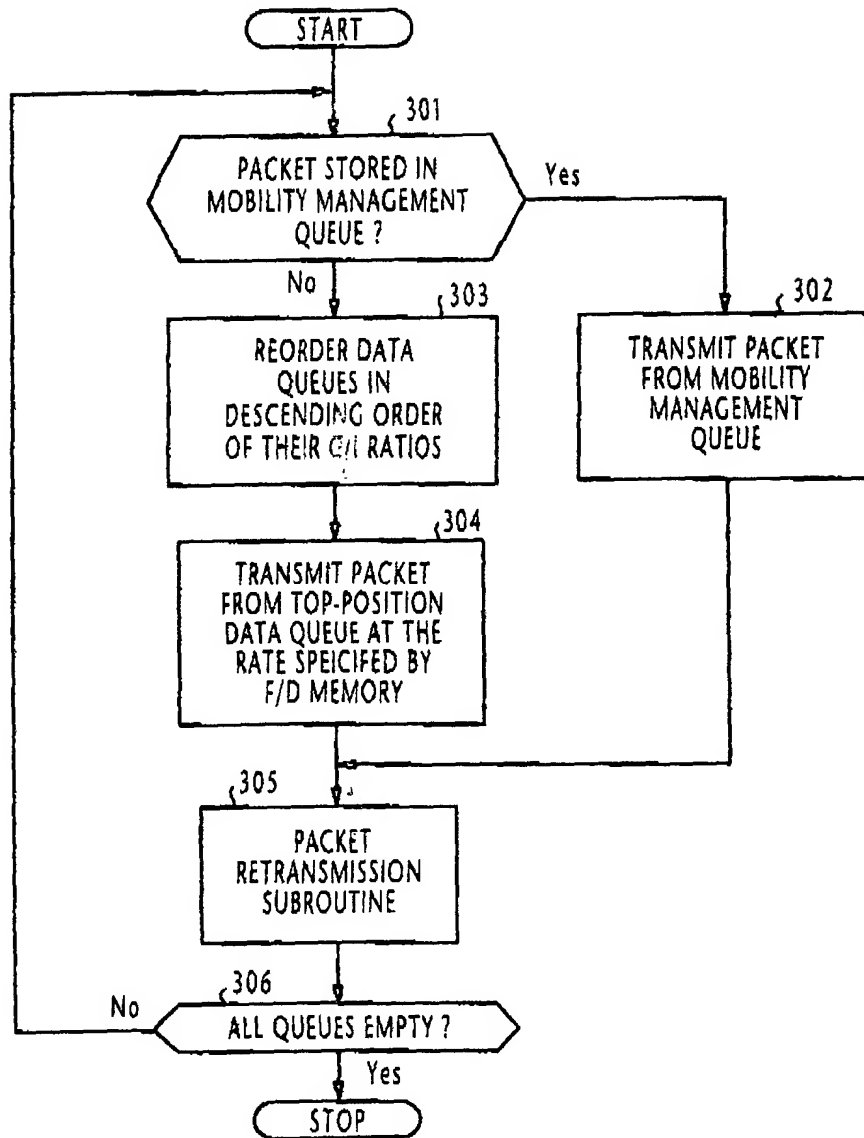 START
301
PACKET STORED IN
MOBILITY MANAGEMENT
QUEUE ?
Yes
No
303
302
REORDER DATA
QUEUES IN
DESCENDING ORDER
OF THEIR C/I RATIOS
TRANSMIT PACKET
FROM MOBILITY
MANAGEMENT
QUEUE
304
TRANSMIT PACKET
FROM TOP-POSITION
DATA QUEUE AT THE
RATE SPEICIFED BY
F/D MEMORY
305
PACKET
RETRANSMISSION
SUBROUTINE
306
No
ALL QUEUES EMPTY ?
Yes
STOP